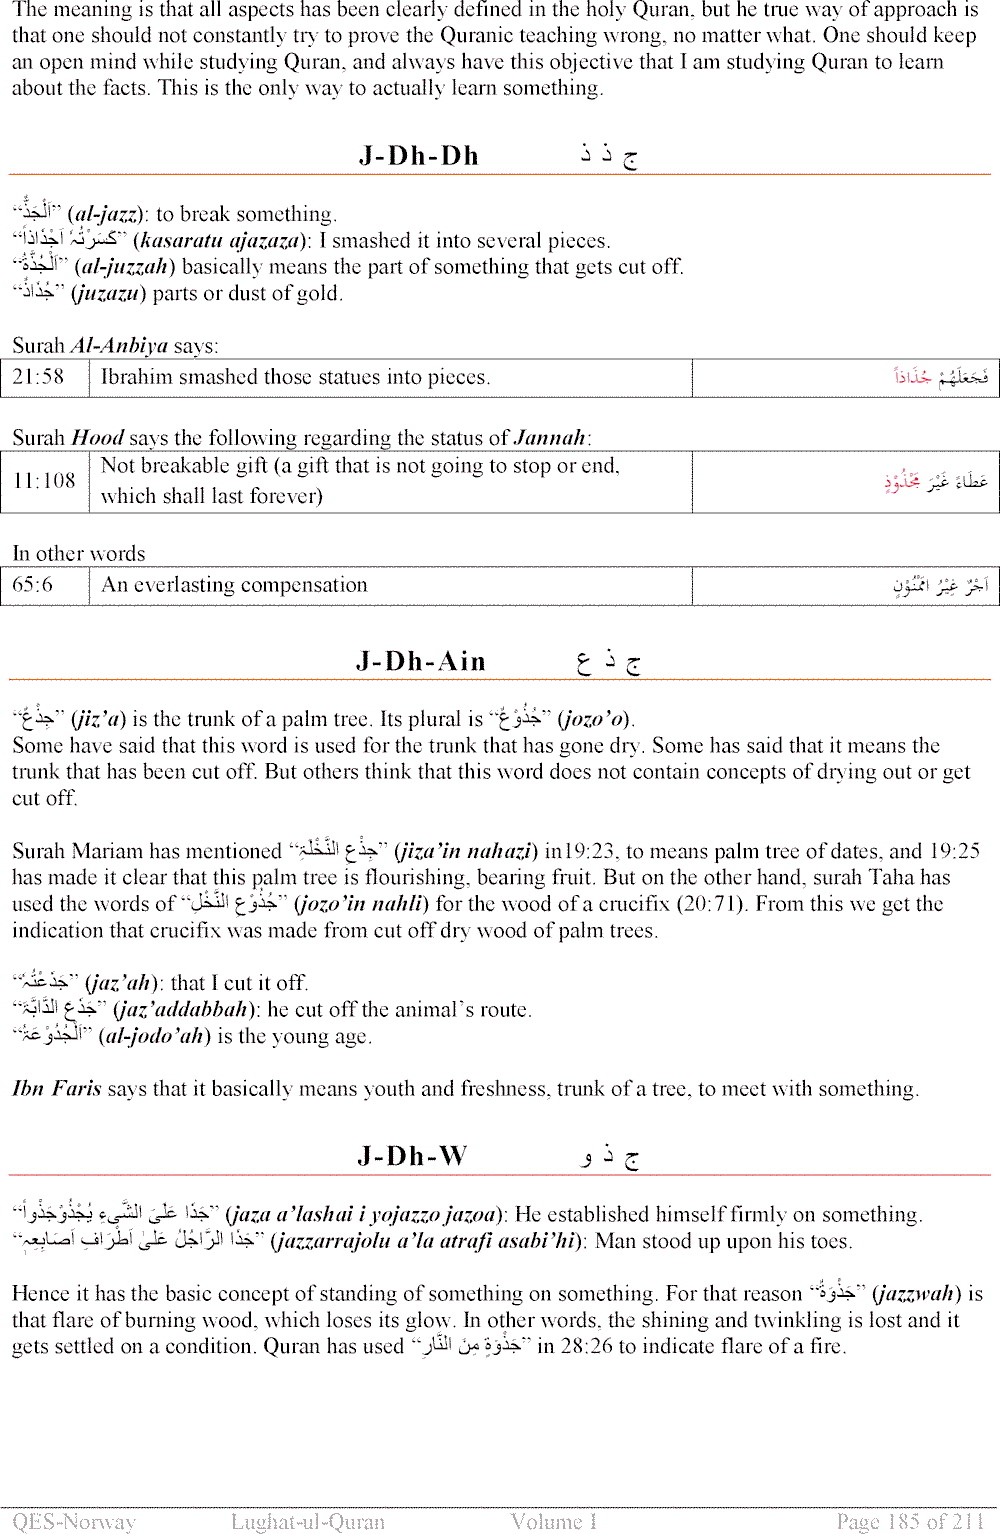 The meaning is that all aspects has been clearly defined in the holy Quran, but he true way of approach is
that one should not constantly try to prove the Quranic teaching wrong, no matter what. One should keep
an open mind while studying Quran, and always have this objective that I am studying Quran to learn
about the facts. This is the only way to actually learn something.
J-Dh-Dh ج ذ ذ
“اَلْجَذُّ” (al-jazz): to break something.
“كَسَرْتُہُ اَجْذَاذاً” (kasaratu ajazaza): I smashed it into several pieces.
“اَلْجُذَّةُ” (al-juzzah) basically means the part of something that gets cut off.
“جُذَاذٌ” (juzazu) parts or dust of gold.
Surah Al-Anbiya says:
21:58 Ibrahim smashed those statues into pieces. فَجَعَلَهُمْ جُذَاذاً
Surah Hood says the following regarding the status of Jannah:
11:108 Not breakable gift (a gift that is not going to stop or end,
which shall last forever) عَطَاءً غَيْرَ مَجْذُوْذٍ
In other words
65:6 An everlasting compensation اَجْرٌ غَيْرُ امَمْنُوْنٍ
J-Dh-Ain ج ذ ع
“جِذْعٌ” (jiz’a) is the trunk of a palm tree. Its plural is “جُذُوْعٌ” (jozo’o).
Some have said that this word is used for the trunk that has gone dry. Some has said that it means the
trunk that has been cut off. But others think that this word does not contain concepts of drying out or get
cut off.
Surah Mariam has mentioned “جِذْعِ النَّخْلَۃِ” (jiza’in nahazi) in19:23, to means palm tree of dates, and 19:25
has made it clear that this palm tree is flourishing, bearing fruit. But on the other hand, surah Taha has
used the words of “جُذُوْعِ النَّخْلِ” (jozo’in nahli) for the wood of a crucifix (20:71). From this we get the
indication that crucifix was made from cut off dry wood of palm trees.
“جَذَعْتُہُ” (jaz’ah): that I cut it off.
“جَذَعِ الدَّابَّۃَ” (jaz’addabbah): he cut off the animal’s route.
“اَلْجُذُوْعَۃُ” (al-jodo’ah) is the young age.
Ibn Faris says that it basically means youth and freshness, trunk of a tree, to meet with something.
J-Dh-W ج ذ و
“جَذَا عَلَى الشَّىءِ يُجْذُوْجَذْواً” (jaza a’lashai i yojazzo jazoa): He established himself firmly on something.
“جَذَا الرَّاجُلُ عَلىٰ اَطْرَافِ اَصَابِعِہِ” (jazzarrajolu a’la atrafi asabi’hi): Man stood up upon his toes.
Hence it has the basic concept of standing of something on something. For that reason “جَذْوَةٌ” (jazzwah) is
that flare of burning wood, which loses its glow. In other words, the shining and twinkling is lost and it
gets settled on a condition. Quran has used “جَذْوَةٍ مِنَ النَّارِ” in 28:26 to indicate flare of a fire.
QES-Norway Lughat-ul-Quran Volume I Page 185 of 211